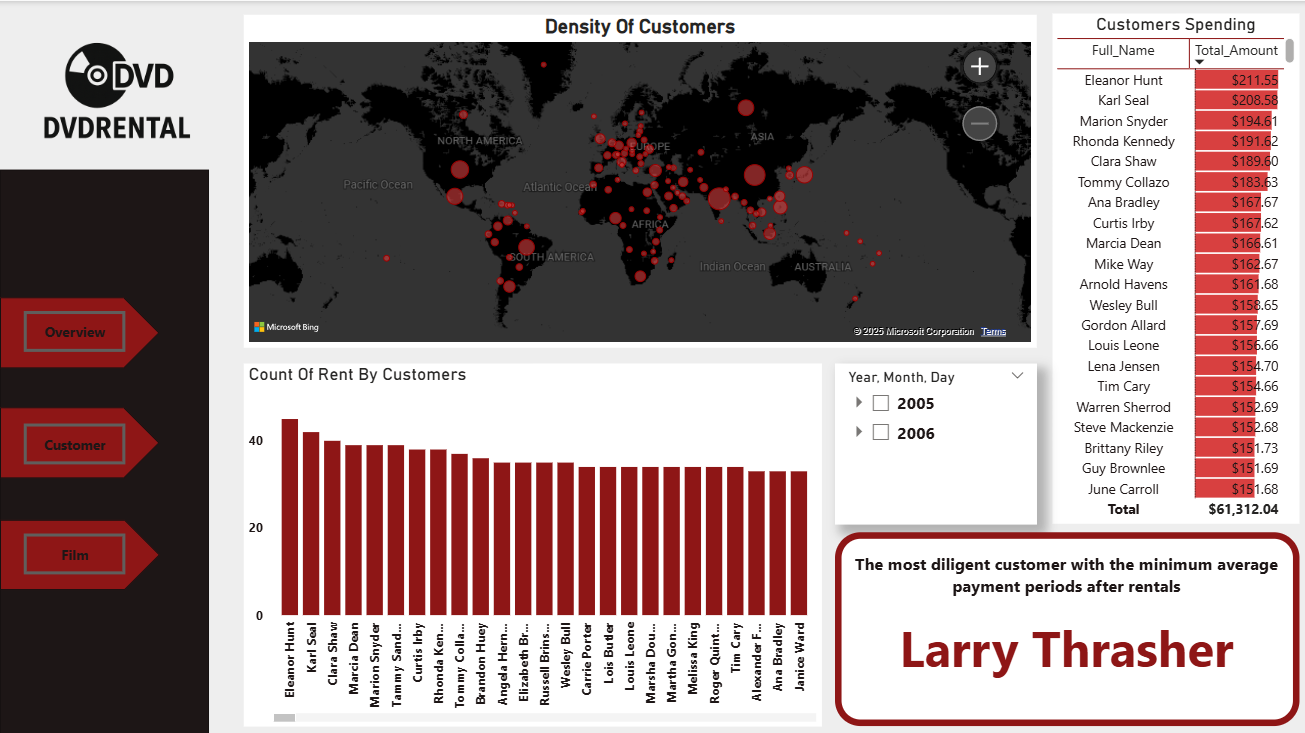 DVD
DVDRENTAL
Overview
Customer
Film
Density Of Customers
NORTH AMERICA
EUROPE
ASIA
Pacific Ocean
Atlantic Ocean
AFRICA
SOUTH AMERICA
Indian Ocean
AUSTRALIA
Microsoft Bing
© 2025 Microsoft Corporation Terms
Count Of Rent By Customers
40
20
0
Eleanor Hunt
Karl Seal
Clara Shaw
Marcia Dean
Marion Snyder
Tammy Sand...
Curtis Irby
Rhonda Ken...
Tommy Colla...
Brandon Huey
Angela Hern...
Elizabeth Br...
Russell Brins...
Wesley Bull
Carrie Porter
Lois Butler
Louis Leone
Marsha Dou...
Martha Gon...
Melissa King
Roger Quint...
Tim Cary
Alexander F...
Ana Bradley
Janice Ward
Year, Month, Day
2005
2006
Customers Spending
Full_Name Total_Amount
Eleanor Hunt $211.55
Karl Seal $208.58
Marion Snyder $194.61
Rhonda Kennedy $191.62
Clara Shaw $189.60
Tommy Collazo $183.63
Ana Bradley $167.67
Curtis Irby $167.62
Marcia Dean $166.61
Mike Way $162.67
Arnold Havens $161.68
Wesley Bull $158.65
Gordon Allard $157.69
Louis Leone $156.66
Lena Jensen $154.70
Tim Cary $154.66
Warren Sherrod $152.69
Steve Mackenzie $152.68
Brittany Riley $151.73
Guy Brownlee $151.69
June Carroll $151.68
Total $61,312.04
The most diligent customer with the minimum average
payment periods after rentals
Larry Thrasher